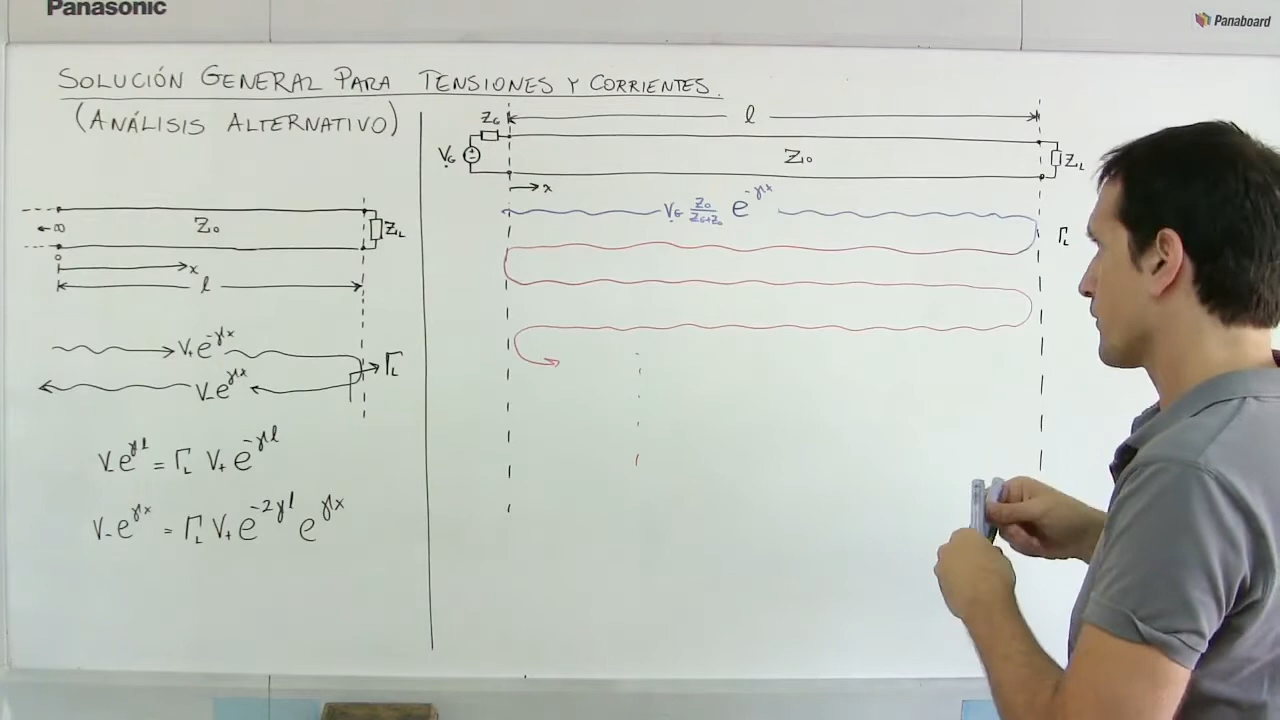 Panasonic
Panaboard
SOLUCIÓN GENERAL PARA TENSIONES Y CORRIENTES.
(ANÁLISIS ALTERNATIVO)
Z₀
Z_L
←∞
0
x
l
V₊e^{-γx}
V₋e^{γx}
Γ_L
V₋e^{γl} = Γ_L V₊e^{-γl}
V₋e^{γx} = Γ_L V₊e^{-2γl} e^{γx}
Z_G
l
V_G
Z₀
Z_L
x
V_G Z₀/(Z_G+Z₀) e^{-γx}
Γ_L